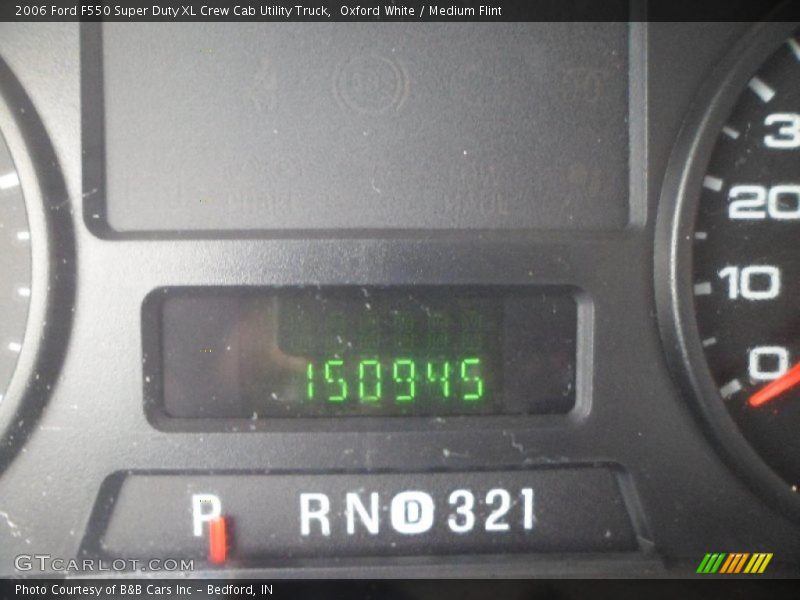 2006 Ford F550 Super Duty XL Crew Cab Utility Truck,  Oxford White / Medium Flint
30
20
10
0
150945
P R N D 3 2 1
GTCARLOT.COM
Photo Courtesy of B&B Cars Inc - Bedford, IN